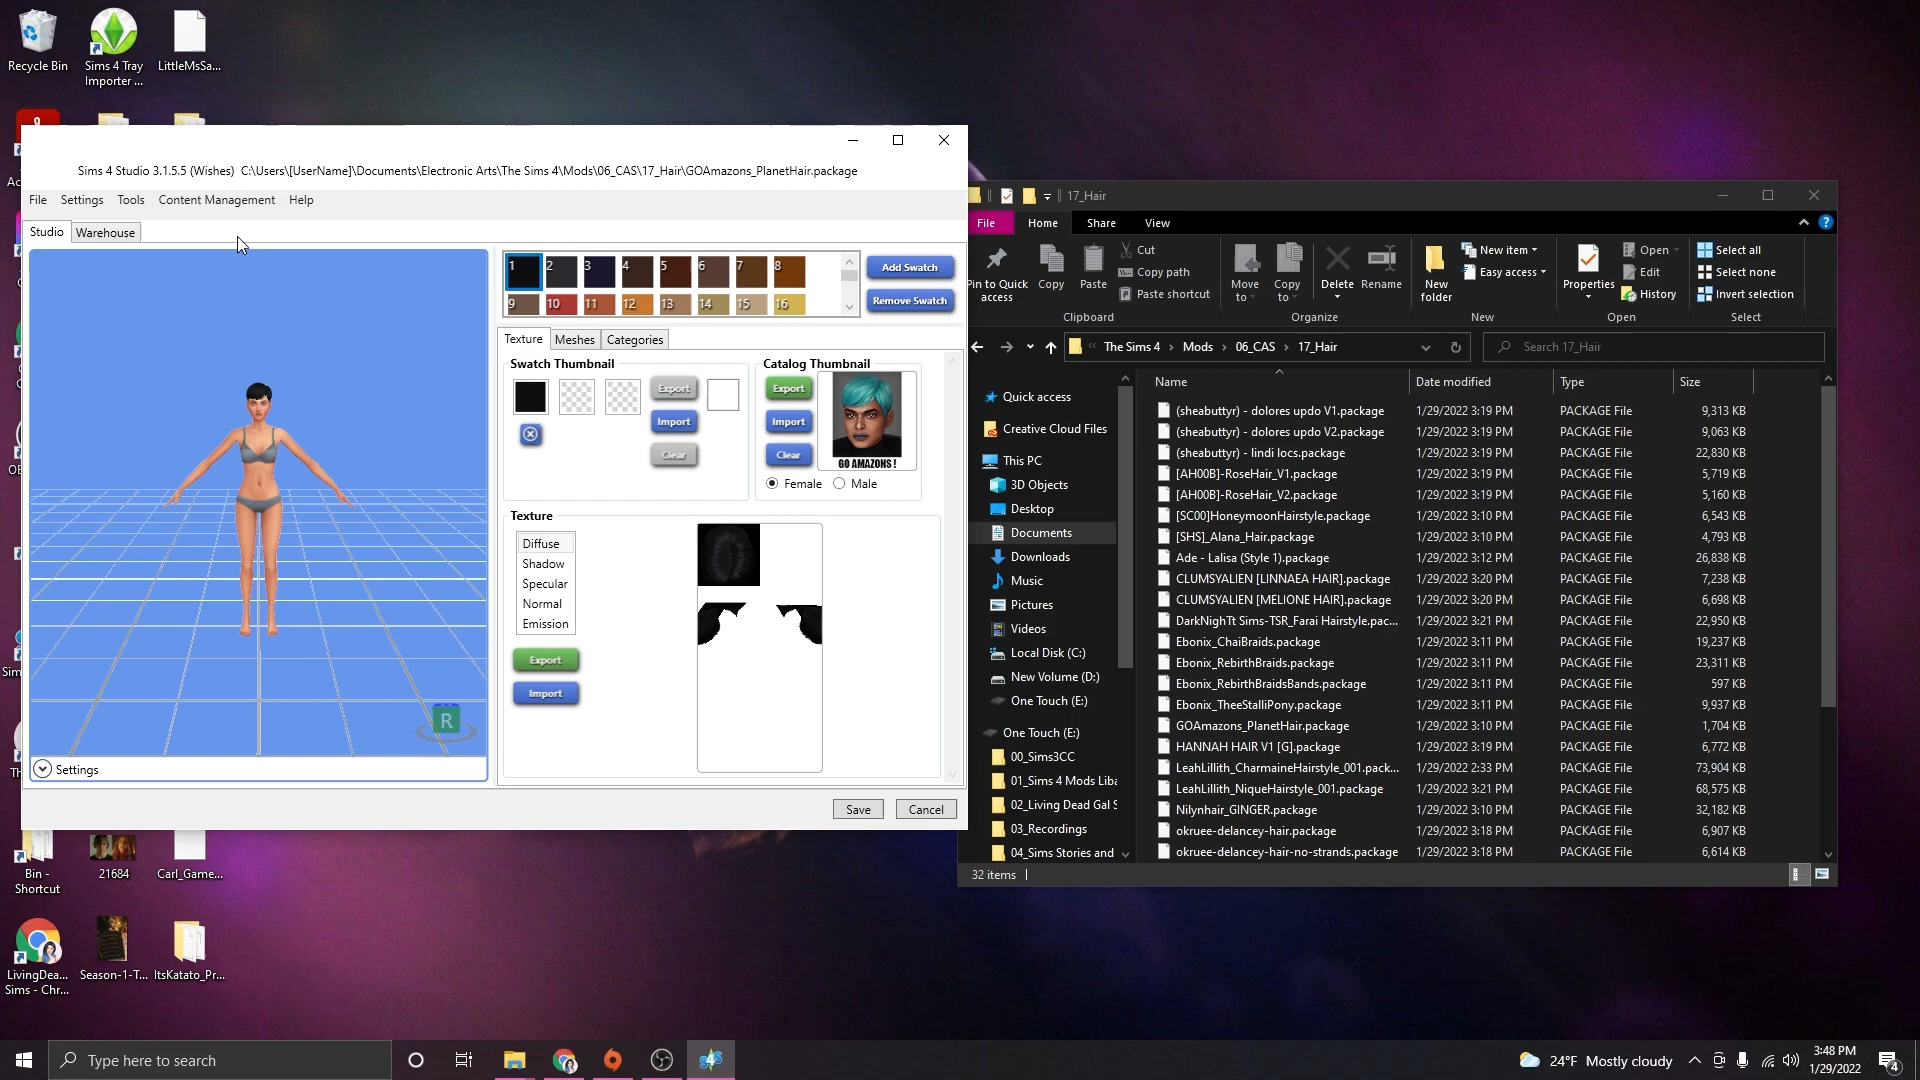 Recycle Bin
Sims 4 Tray
Importer ...
LittleMsSa...
Sims 4 Studio 3.1.5.5 (Wishes) C:\Users\[UserName]\Documents\Electronic Arts\The Sims 4\Mods\06_CAS\17_Hair\GOAmazons_PlanetHair.package
File Settings Tools Content Management Help
Studio Warehouse
1 2 3 4 5 6 7 8
9 10 11 12 13 14 15 16
Add Swatch
Remove Swatch
Texture Meshes Categories
Swatch Thumbnail
Export
Import
Clear
Catalog Thumbnail
Export
Import
Clear
GO AMAZONS !
Female Male
Texture
Diffuse
Shadow
Specular
Normal
Emission
Export
Import
R
Settings
Save Cancel
17_Hair
File Home Share View
Pin to Quick
access
Copy
Paste
Cut
Copy path
Paste shortcut
Clipboard
Move
to
Copy
to
Delete
Rename
Organize
New
folder
New item
Easy access
New
Properties
Open
Edit
History
Open
Select all
Select none
Invert selection
Select
The Sims 4 > Mods > 06_CAS > 17_Hair
Search 17_Hair
Quick access
Creative Cloud Files
This PC
3D Objects
Desktop
Documents
Downloads
Music
Pictures
Videos
Local Disk (C:)
New Volume (D:)
One Touch (E:)
One Touch (E:)
00_Sims3CC
01_Sims 4 Mods Liba
02_Living Dead Gal S
03_Recordings
04_Sims Stories and
Name Date modified Type Size
(sheabuttyr) - dolores updo V1.package 1/29/2022 3:19 PM PACKAGE File 9,313 KB
(sheabuttyr) - dolores updo V2.package 1/29/2022 3:19 PM PACKAGE File 9,063 KB
(sheabuttyr) - lindi locs.package 1/29/2022 3:19 PM PACKAGE File 22,830 KB
[AH00B]-RoseHair_V1.package 1/29/2022 3:19 PM PACKAGE File 5,719 KB
[AH00B]-RoseHair_V2.package 1/29/2022 3:19 PM PACKAGE File 5,160 KB
[SC00]HoneymoonHairstyle.package 1/29/2022 3:10 PM PACKAGE File 6,543 KB
[SHS]_Alana_Hair.package 1/29/2022 3:10 PM PACKAGE File 4,793 KB
Ade - Lalisa (Style 1).package 1/29/2022 3:12 PM PACKAGE File 26,838 KB
CLUMSYALIEN [LINNAEA HAIR].package 1/29/2022 3:20 PM PACKAGE File 7,238 KB
CLUMSYALIEN [MELIONE HAIR].package 1/29/2022 3:20 PM PACKAGE File 6,698 KB
DarkNighTt Sims-TSR_Farai Hairstyle.pac... 1/29/2022 3:21 PM PACKAGE File 22,950 KB
Ebonix_ChaiBraids.package 1/29/2022 3:11 PM PACKAGE File 19,237 KB
Ebonix_RebirthBraids.package 1/29/2022 3:11 PM PACKAGE File 23,311 KB
Ebonix_RebirthBraidsBands.package 1/29/2022 3:11 PM PACKAGE File 597 KB
Ebonix_TheeStalliPony.package 1/29/2022 3:11 PM PACKAGE File 9,937 KB
GOAmazons_PlanetHair.package 1/29/2022 3:10 PM PACKAGE File 1,704 KB
HANNAH HAIR V1 [G].package 1/29/2022 3:19 PM PACKAGE File 6,772 KB
LeahLillith_CharmaineHairstyle_001.pack... 1/29/2022 2:33 PM PACKAGE File 73,904 KB
LeahLillith_NiqueHairstyle_001.package 1/29/2022 3:21 PM PACKAGE File 68,575 KB
Nilynhair_GINGER.package 1/29/2022 3:10 PM PACKAGE File 32,182 KB
okruee-delancey-hair.package 1/29/2022 3:18 PM PACKAGE File 6,907 KB
okruee-delancey-hair-no-strands.package 1/29/2022 3:18 PM PACKAGE File 6,614 KB
32 items
Bin -
Shortcut
21684
Carl_Game...
LivingDea...
Sims - Chr...
Season-1-T...
ItsKatato_Pr...
Type here to search
24°F Mostly cloudy
3:48 PM
1/29/2022
4